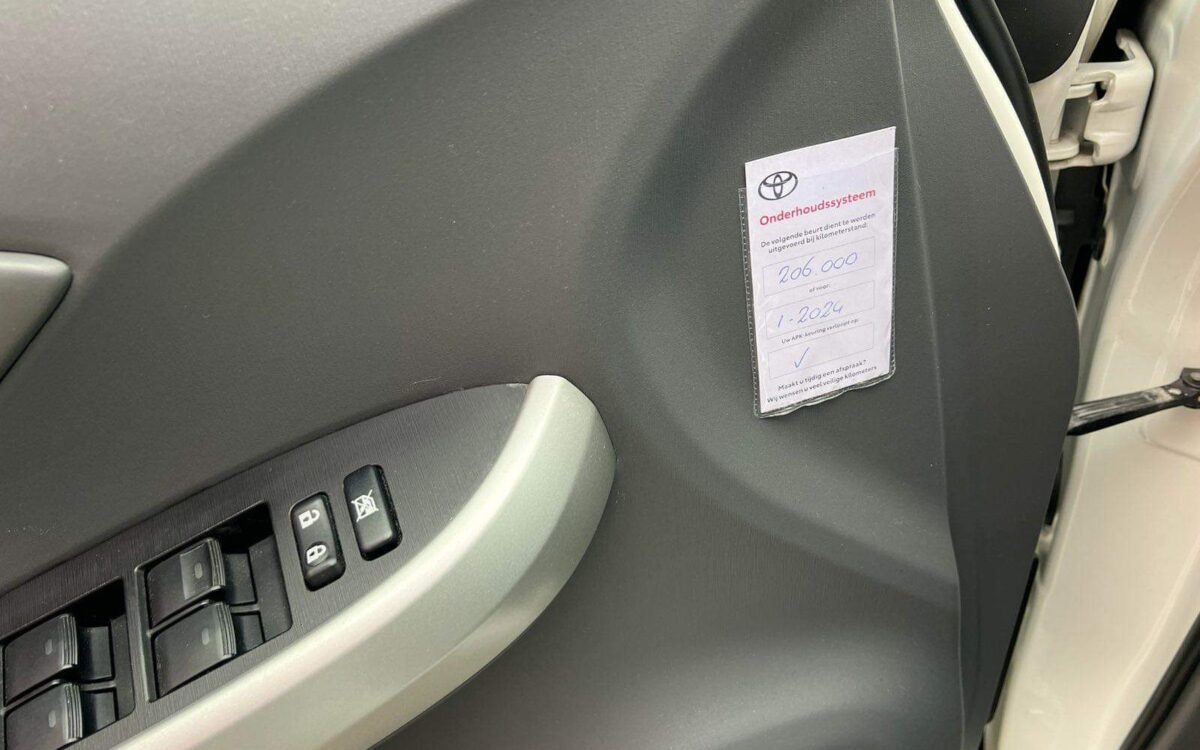 Onderhoudssysteem
De volgende beurt dient te worden
uitgevoerd bij kilometerstand:
206.000
of voor:
1-2024
Uw APK-keuring verloopt op:
✓
Maakt u tijdig een afspraak?
Wij wensen u veel veilige kilometers